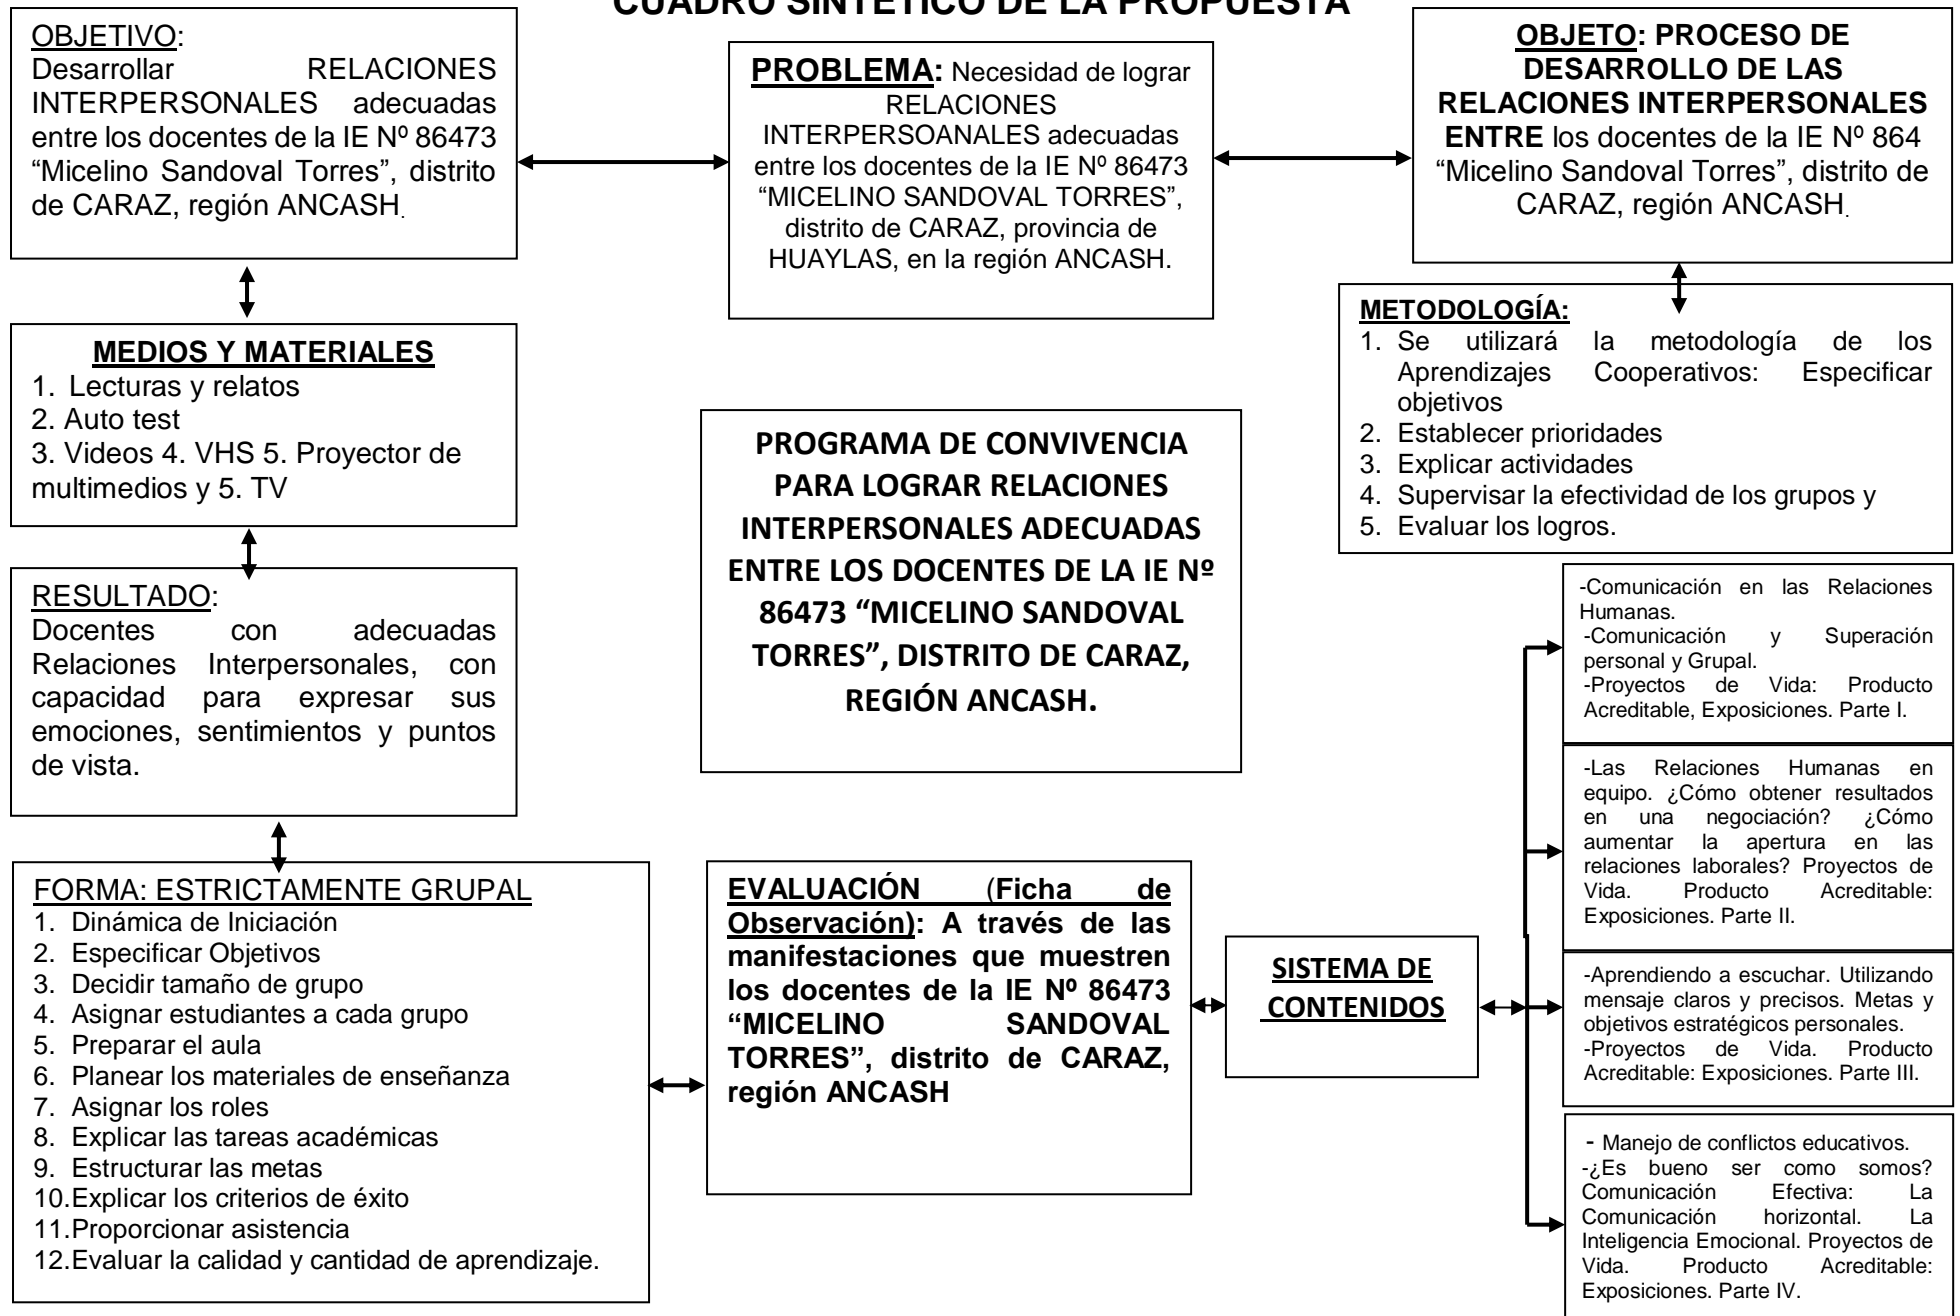 CUADRO SINTÉTICO DE LA PROPUESTA
OBJETIVO:
Desarrollar RELACIONES
INTERPERSONALES adecuadas
entre los docentes de la IE Nº 86473
“Micelino Sandoval Torres”, distrito
de CARAZ, región ANCASH.
PROBLEMA: Necesidad de lograr
RELACIONES
INTERPERSOANALES adecuadas
entre los docentes de la IE Nº 86473
“MICELINO SANDOVAL TORRES”,
distrito de CARAZ, provincia de
HUAYLAS, en la región ANCASH.
OBJETO: PROCESO DE
DESARROLLO DE LAS
RELACIONES INTERPERSONALES
ENTRE los docentes de la IE Nº 864
“Micelino Sandoval Torres”, distrito de
CARAZ, región ANCASH.
MEDIOS Y MATERIALES
1. Lecturas y relatos
2. Auto test
3. Videos 4. VHS 5. Proyector de
multimedios y 5. TV
METODOLOGÍA:
1. Se utilizará la metodología de los
Aprendizajes Cooperativos: Especificar
objetivos
2. Establecer prioridades
3. Explicar actividades
4. Supervisar la efectividad de los grupos y
5. Evaluar los logros.
PROGRAMA DE CONVIVENCIA
PARA LOGRAR RELACIONES
INTERPERSONALES ADECUADAS
ENTRE LOS DOCENTES DE LA IE Nº
86473 “MICELINO SANDOVAL
TORRES”, DISTRITO DE CARAZ,
REGIÓN ANCASH.
RESULTADO:
Docentes con adecuadas
Relaciones Interpersonales, con
capacidad para expresar sus
emociones, sentimientos y puntos
de vista.
FORMA: ESTRICTAMENTE GRUPAL
1. Dinámica de Iniciación
2. Especificar Objetivos
3. Decidir tamaño de grupo
4. Asignar estudiantes a cada grupo
5. Preparar el aula
6. Planear los materiales de enseñanza
7. Asignar los roles
8. Explicar las tareas académicas
9. Estructurar las metas
10.Explicar los criterios de éxito
11.Proporcionar asistencia
12.Evaluar la calidad y cantidad de aprendizaje.
EVALUACIÓN (Ficha de
Observación): A través de las
manifestaciones que muestren
los docentes de la IE Nº 86473
“MICELINO SANDOVAL
TORRES”, distrito de CARAZ,
región ANCASH
SISTEMA DE
CONTENIDOS
-Comunicación en las Relaciones
Humanas.
-Comunicación y Superación
personal y Grupal.
-Proyectos de Vida: Producto
Acreditable, Exposiciones. Parte I.
-Las Relaciones Humanas en
equipo. ¿Cómo obtener resultados
en una negociación? ¿Cómo
aumentar la apertura en las
relaciones laborales? Proyectos de
Vida. Producto Acreditable:
Exposiciones. Parte II.
-Aprendiendo a escuchar. Utilizando
mensaje claros y precisos. Metas y
objetivos estratégicos personales.
-Proyectos de Vida. Producto
Acreditable: Exposiciones. Parte III.
- Manejo de conflictos educativos.
-¿Es bueno ser como somos?
Comunicación Efectiva: La
Comunicación horizontal. La
Inteligencia Emocional. Proyectos de
Vida. Producto Acreditable:
Exposiciones. Parte IV.